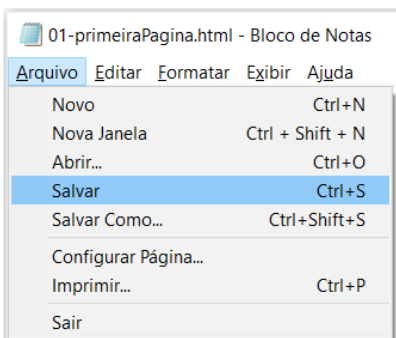 01-primeiraPagina.html - Bloco de Notas
Arquivo Editar Formatar Exibir Ajuda
Novo Ctrl+N
Nova Janela Ctrl + Shift + N
Abrir... Ctrl+O
Salvar Ctrl+S
Salvar Como... Ctrl+Shift+S
Configurar Página...
Imprimir... Ctrl+P
Sair